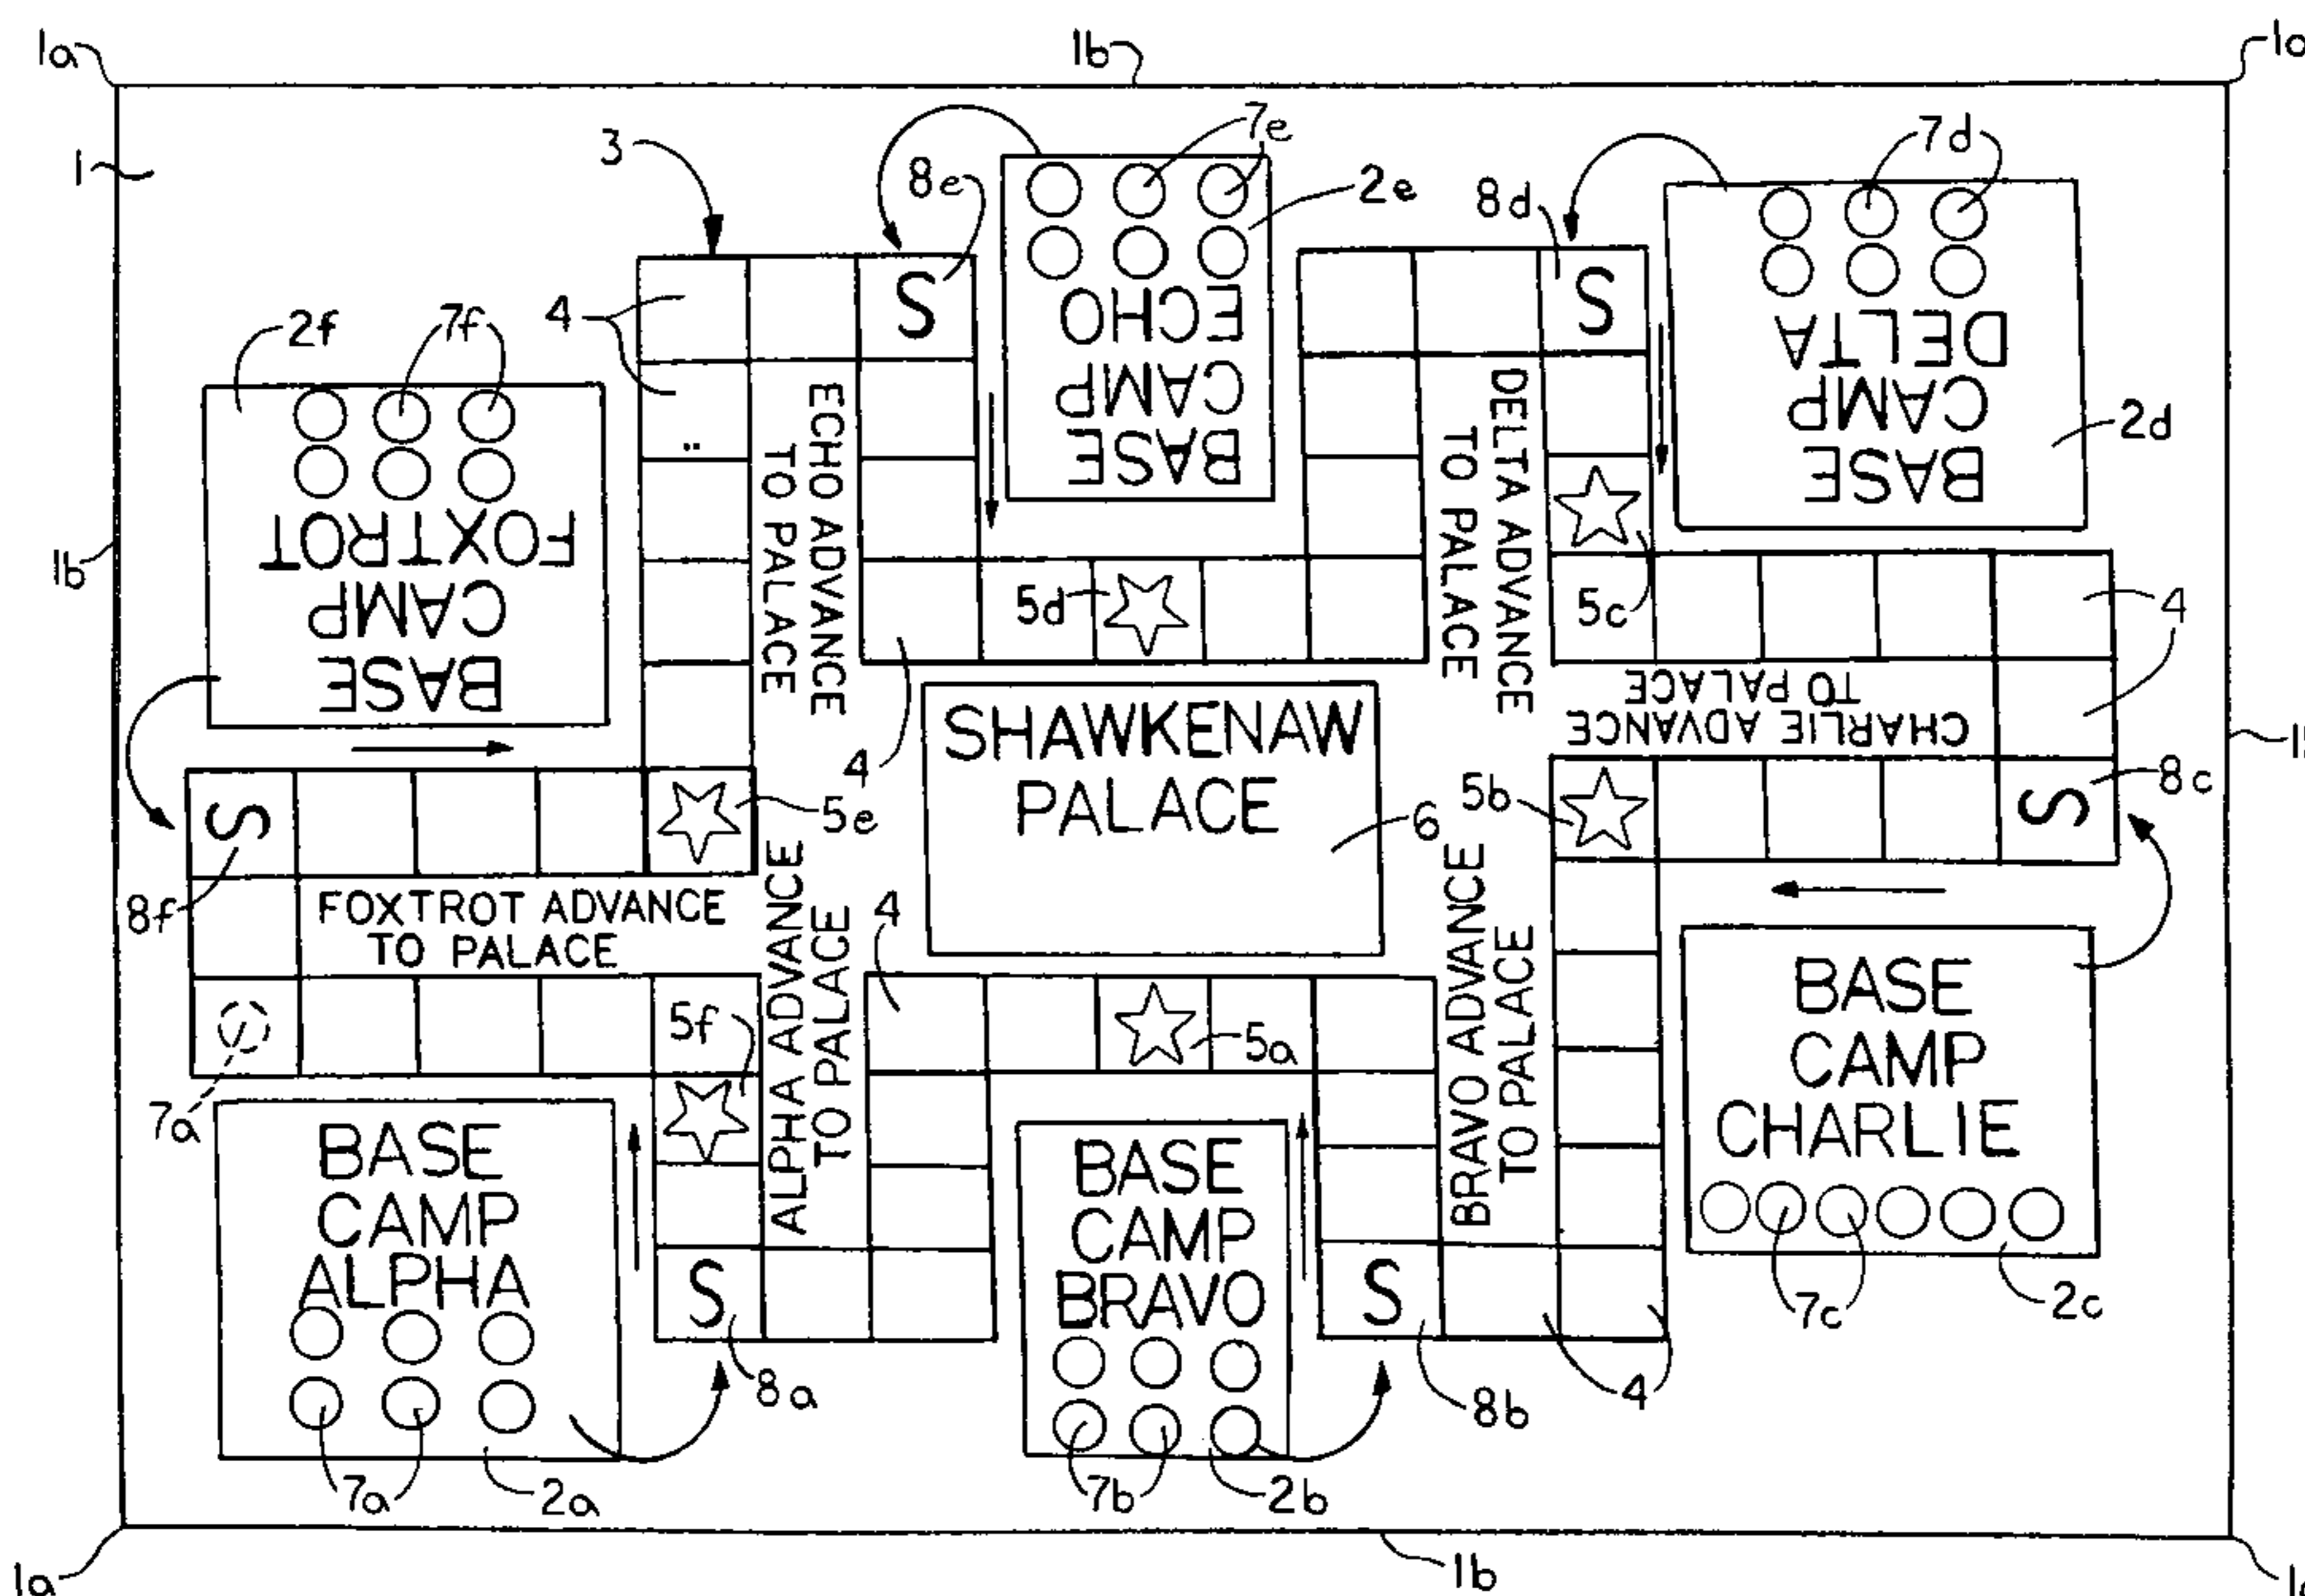 1a
1b
1
3
8e
7e
2e
8d
7d
S
S
4
2f
7f
ECHO
CAMP
BASE
DELTA
CAMP
BASE
2d
ECHO ADVANCE
TO PALACE
DELTA ADVANCE
TO PALACE
FOXTROT
CAMP
BASE
1b
5d
5c
4
4
CHARLIE ADVANCE
TO PALACE
SHAWKENAW
PALACE
6
5e
5b
8c
S
S
8f
FOXTROT ADVANCE
TO PALACE
ALPHA ADVANCE
TO PALACE
4
BRAVO ADVANCE
TO PALACE
5f
5a
7a
BASE
CAMP
ALPHA
BASE
CAMP
BRAVO
BASE
CAMP
CHARLIE
S
S
8a
8b
4
7c
2c
7a
2a
7b
2b
1a
1b